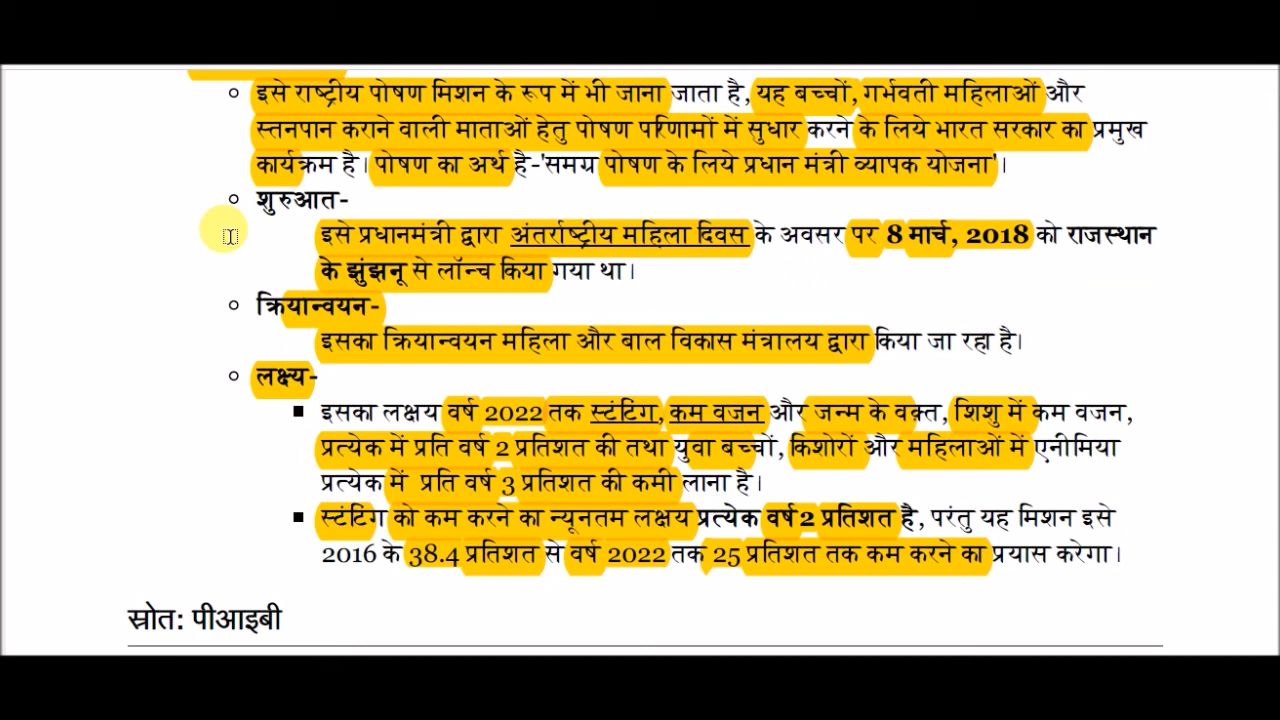 इसे राष्ट्रीय पोषण मिशन के रूप में भी जाना जाता है, यह बच्चों, गर्भवती महिलाओं और
स्तनपान कराने वाली माताओं हेतु पोषण परिणामों में सुधार करने के लिये भारत सरकार का प्रमुख
कार्यक्रम है। पोषण का अर्थ है-'समग्र पोषण के लिये प्रधान मंत्री व्यापक योजना'।
शुरुआत-
इसे प्रधानमंत्री द्वारा अंतर्राष्ट्रीय महिला दिवस के अवसर पर 8 मार्च, 2018 को राजस्थान
के झुंझनू से लॉन्च किया गया था।
क्रियान्वयन-
इसका क्रियान्वयन महिला और बाल विकास मंत्रालय द्वारा किया जा रहा है।
लक्ष्य-
इसका लक्षय वर्ष 2022 तक स्टंटिंग, कम वजन और जन्म के वक़्त, शिशु में कम वजन,
प्रत्येक में प्रति वर्ष 2 प्रतिशत की तथा युवा बच्चों, किशोरों और महिलाओं में एनीमिया
प्रत्येक में प्रति वर्ष 3 प्रतिशत की कमी लाना है।
स्टंटिंग को कम करने का न्यूनतम लक्षय प्रत्येक वर्ष 2 प्रतिशत है, परंतु यह मिशन इसे
2016 के 38.4 प्रतिशत से वर्ष 2022 तक 25 प्रतिशत तक कम करने का प्रयास करेगा।
स्रोत: पीआइबी